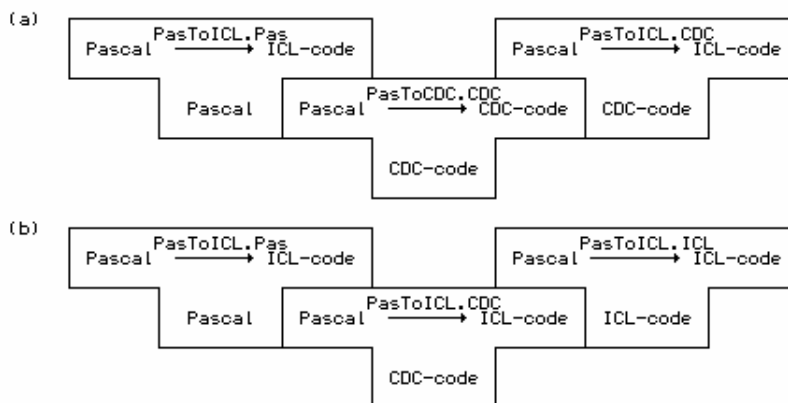 (a)
PasToICL.Pas PasToICL.CDC
Pascal ICL-code Pascal ICL-code
PasToCDC.CDC
Pascal Pascal CDC-code CDC-code
CDC-code
(b)
PasToICL.Pas PasToICL.ICL
Pascal ICL-code Pascal ICL-code
PasToICL.CDC
Pascal Pascal ICL-code ICL-code
CDC-code